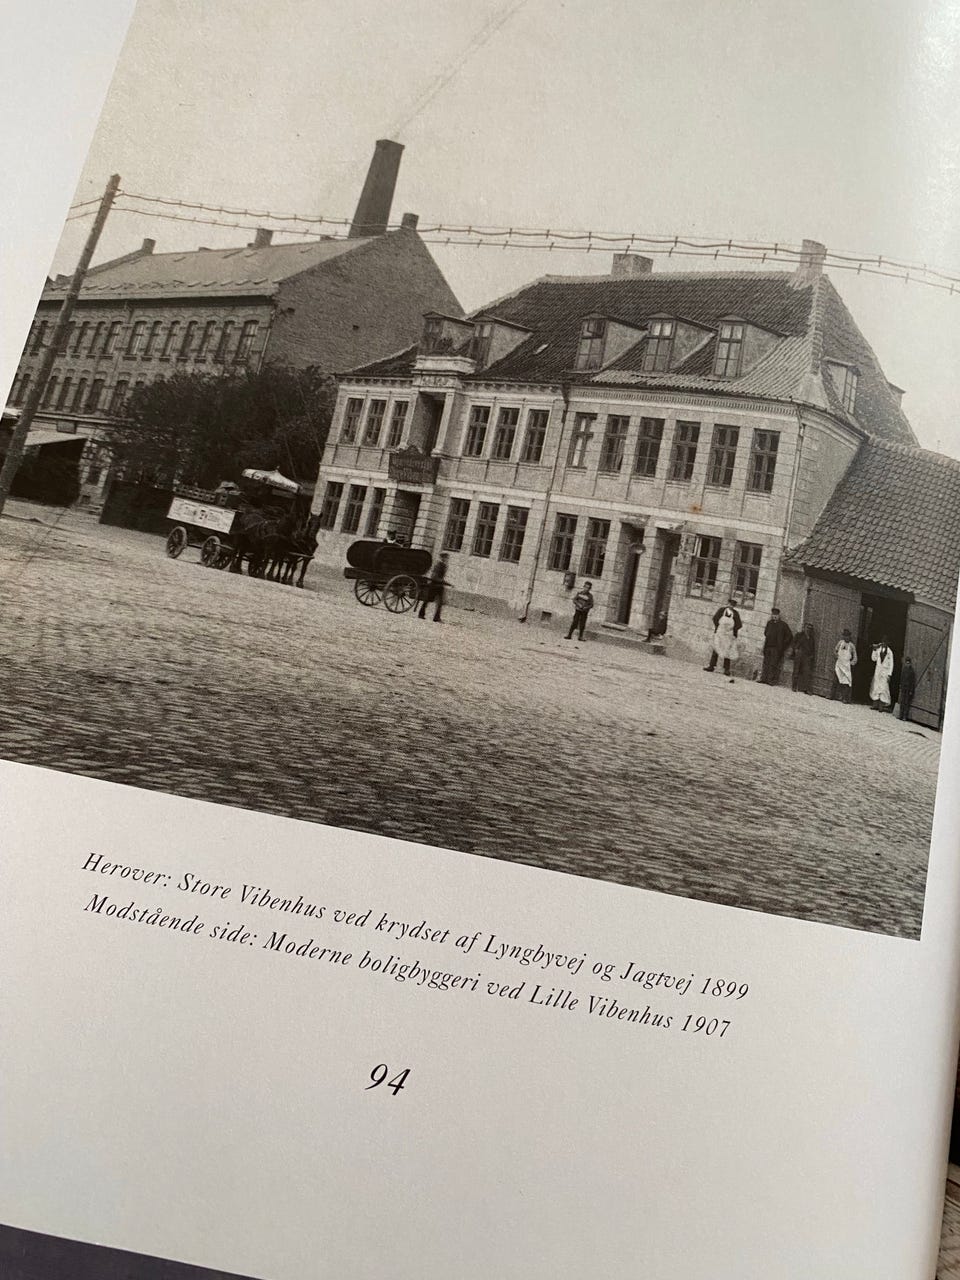 Herover: Store Vibenhus ved krydset af Lyngbyvej og Jagtvej 1899
Modstående side: Moderne boligbyggeri ved Lille Vibenhus 1907
94